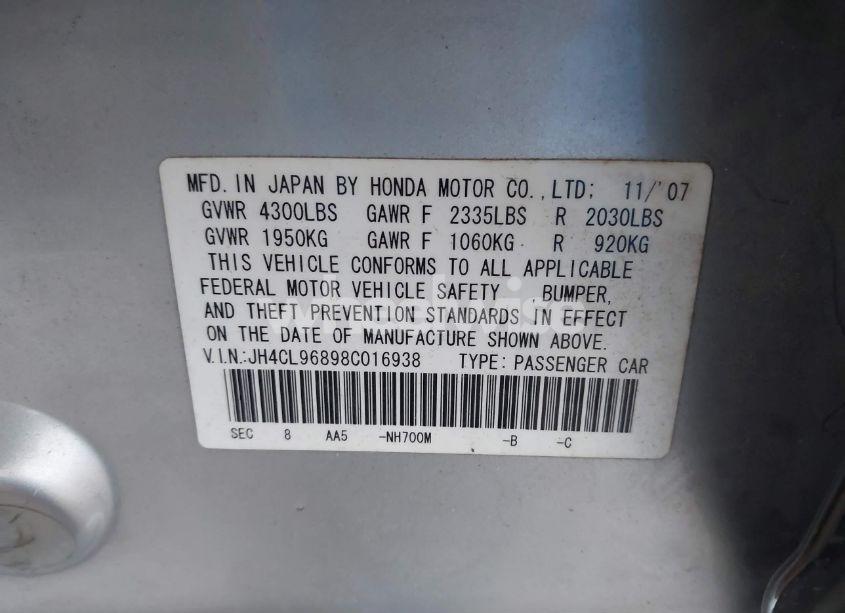 MFD. IN JAPAN BY HONDA MOTOR CO.,LTD; 11/'07
GVWR 4300LBS GAWR F 2335LBS R 2030LBS
GVWR 1950KG GAWR F 1060KG R 920KG
THIS VEHICLE CONFORMS TO ALL APPLICABLE
FEDERAL MOTOR VEHICLE SAFETY , BUMPER,
AND THEFT PREVENTION STANDARDS IN EFFECT
ON THE DATE OF MANUFACTURE SHOWN ABOVE.
V.I.N.:JH4CL96898C016938 TYPE: PASSENGER CAR
SEC 8 AA5 -NH700M -B -C